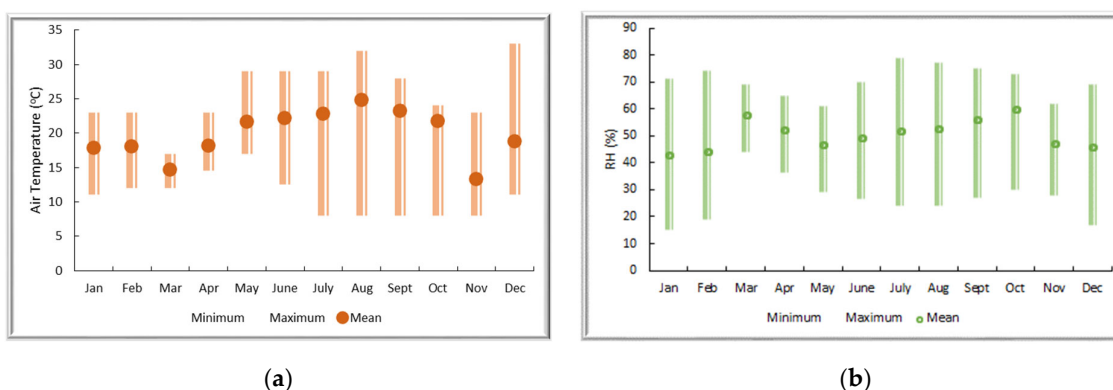 35
30
25
20
15
10
5
0
Air Temperature (°C)
Jan Feb Mar Apr May June July Aug Sept Oct Nov Dec
Minimum Maximum Mean
(a)
90
80
70
60
50
40
30
20
10
0
RH (%)
Jan Feb Mar Apr May June July Aug Sept Oct Nov Dec
Minimum Maximum Mean
(b)